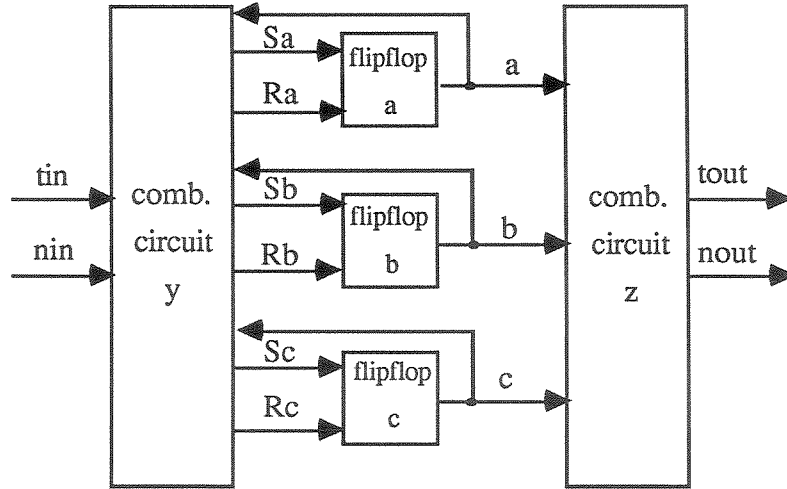 tin
nin
comb.
circuit
y
Sa
Ra
flipflop
a
a
Sb
Rb
flipflop
b
b
Sc
Rc
flipflop
c
c
comb.
circuit
z
tout
nout